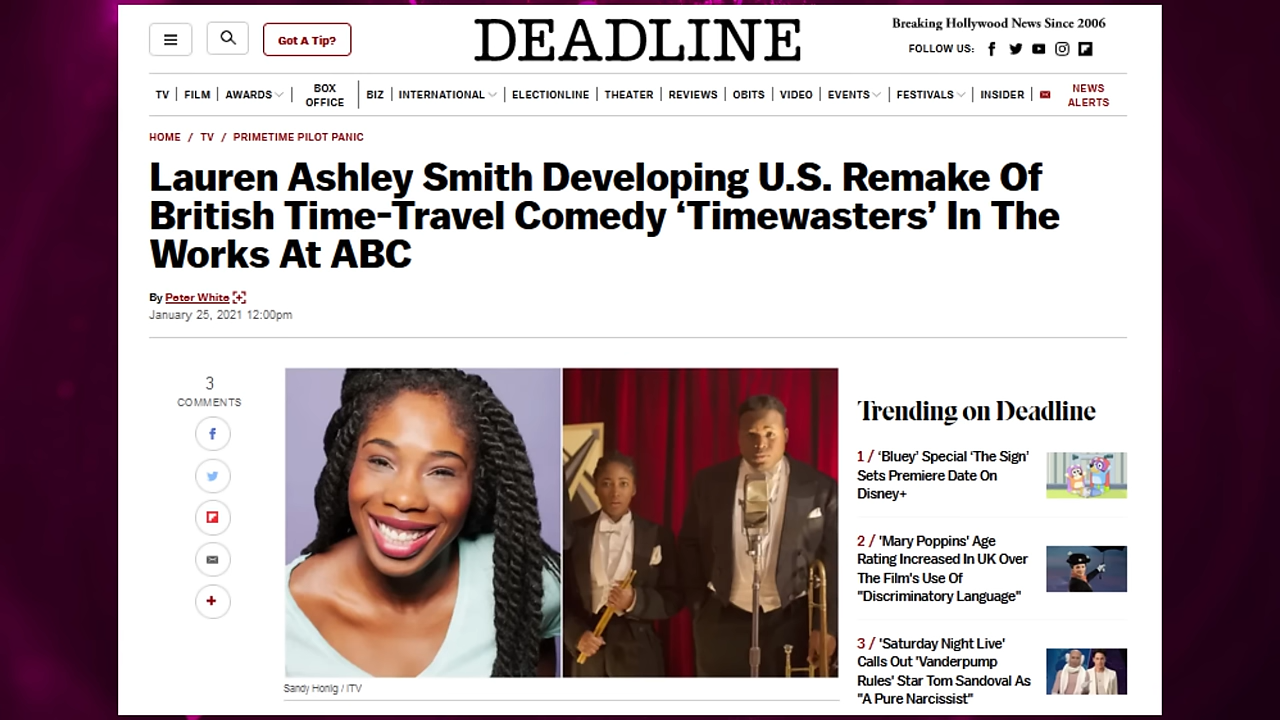 Got A Tip?
DEADLINE
Breaking Hollywood News Since 2006
FOLLOW US:
TV | FILM | AWARDS | BOX OFFICE | BIZ | INTERNATIONAL | ELECTIONLINE | THEATER | REVIEWS | OBITS | VIDEO | EVENTS | FESTIVALS | INSIDER | NEWS ALERTS
HOME / TV / PRIMETIME PILOT PANIC
Lauren Ashley Smith Developing U.S. Remake Of
British Time-Travel Comedy ‘Timewasters’ In The
Works At ABC
By Peter White
January 25, 2021 12:00pm
3
COMMENTS
Sandy Honig / ITV
Trending on Deadline
1 / ‘Bluey’ Special ‘The Sign’
Sets Premiere Date On
Disney+
2 / 'Mary Poppins' Age
Rating Increased In UK Over
The Film's Use Of
"Discriminatory Language"
3 / 'Saturday Night Live'
Calls Out 'Vanderpump
Rules' Star Tom Sandoval As
"A Pure Narcissist"